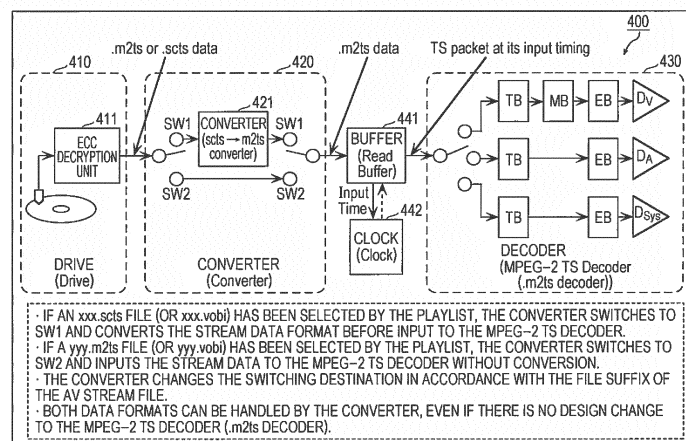 400
410
.m2ts or .scts data
420
.m2ts data
TS packet at its input timing
430
411
ECC
DECRYPTION
UNIT
SW1
421
CONVERTER
(scts → m2ts
converter)
SW1
SW2
SW2
441
BUFFER
(Read
Buffer)
Input
Time
442
CLOCK
(Clock)
TB
MB
EB
DV
TB
EB
DA
TB
EB
DSys
DRIVE
(Drive)
CONVERTER
(Converter)
DECODER
(MPEG-2 TS Decoder
(.m2ts decoder))
· IF AN xxx.scts FILE (OR xxx.vobi) HAS BEEN SELECTED BY THE PLAYLIST, THE CONVERTER SWITCHES TO
SW1 AND CONVERTS THE STREAM DATA FORMAT BEFORE INPUT TO THE MPEG-2 TS DECODER.
· IF A yyy.m2ts FILE (OR yyy.vobi) HAS BEEN SELECTED BY THE PLAYLIST, THE CONVERTER SWITCHES TO
SW2 AND INPUTS THE STREAM DATA TO THE MPEG-2 TS DECODER WITHOUT CONVERSION.
· THE CONVERTER CHANGES THE SWITCHING DESTINATION IN ACCORDANCE WITH THE FILE SUFFIX OF
THE AV STREAM FILE.
· BOTH DATA FORMATS CAN BE HANDLED BY THE CONVERTER, EVEN IF THERE IS NO DESIGN CHANGE
TO THE MPEG-2 TS DECODER (.m2ts DECODER).